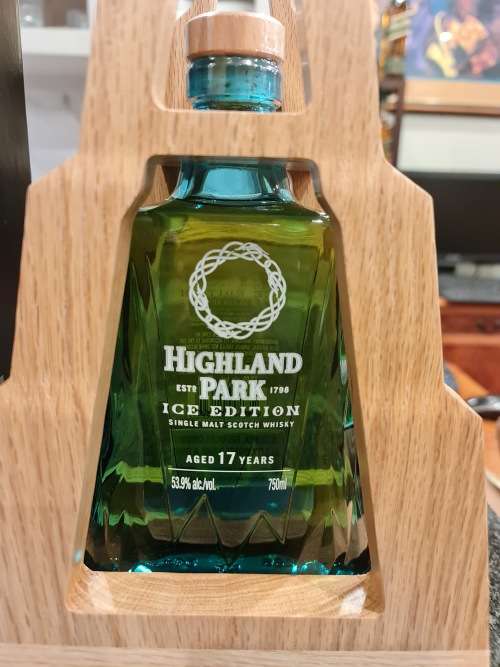 HIGHLAND
PARK
ESTD 1798
ICE EDITION
SINGLE MALT SCOTCH WHISKY
AGED 17 YEARS
53.9% alc./vol. 750ml